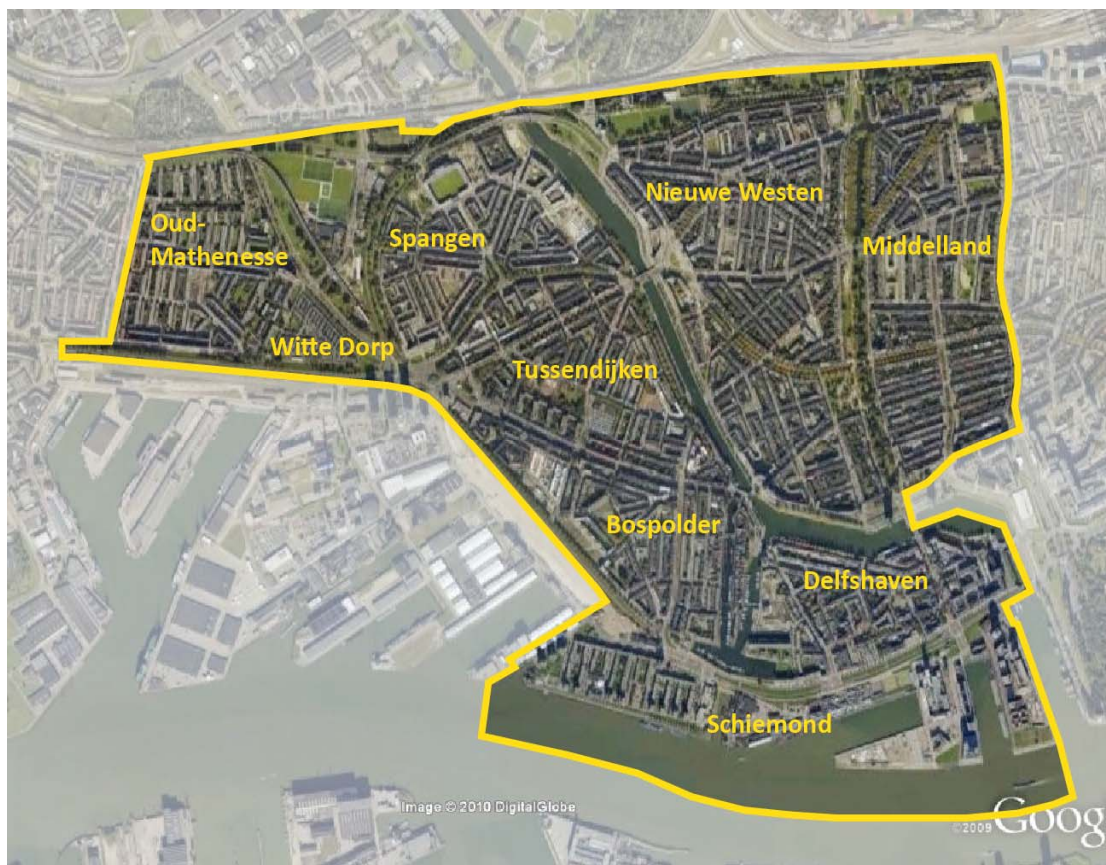 Nieuwe Westen
Oud-
Mathenesse
Spangen
Middelland
Witte Dorp
Tussendijken
Bospolder
Delfshaven
Schiemond
Image © 2010 DigitalGlobe
©2009 Goog